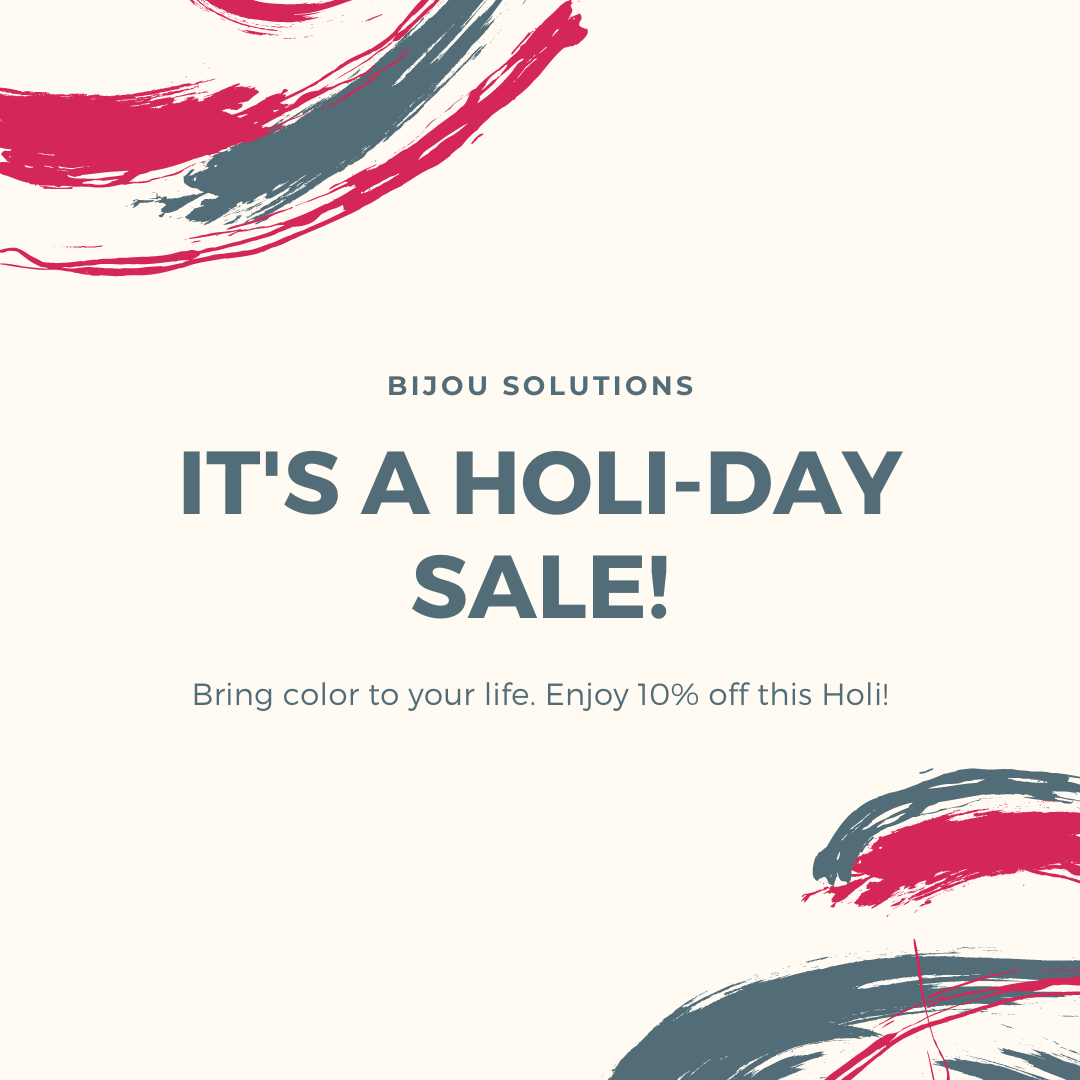 BIJOU SOLUTIONS
IT'S A HOLI-DAY
SALE!
Bring color to your life. Enjoy 10% off this Holi!